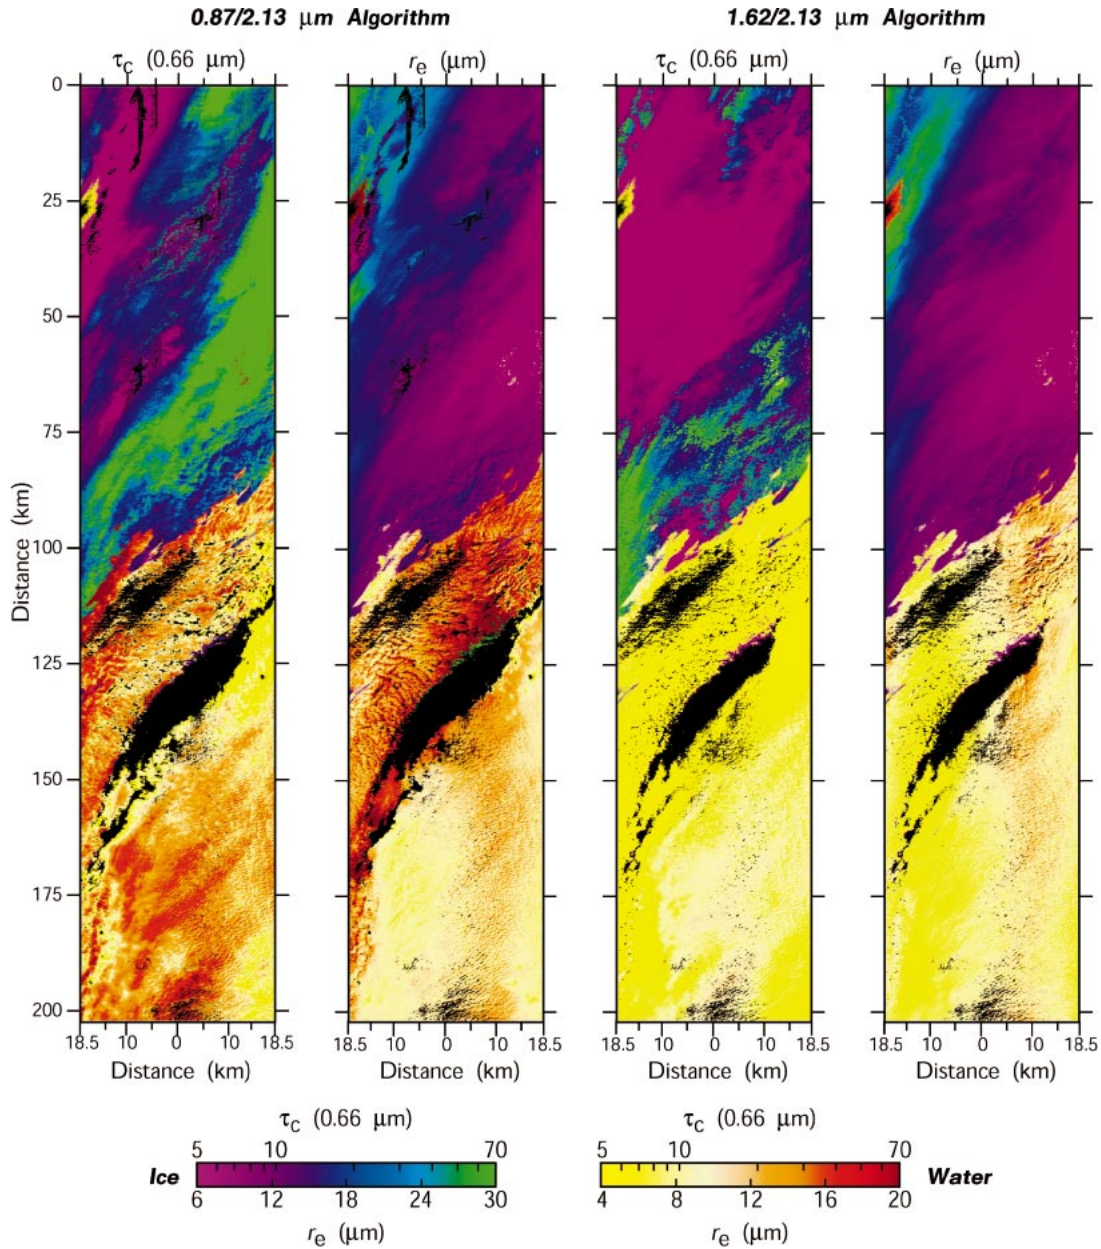 0.87/2.13 μm Algorithm
1.62/2.13 μm Algorithm
τc (0.66 μm)
re (μm)
τc (0.66 μm)
re (μm)
0
25
50
75
100
125
150
175
200
Distance (km)
18.5 10 0 10 18.5
18.5 10 0 10 18.5
18.5 10 0 10 18.5
18.5 10 0 10 18.5
Distance (km)
Distance (km)
Distance (km)
Distance (km)
τc (0.66 μm)
5 10 70
Ice
6 12 18 24 30
re (μm)
τc (0.66 μm)
5 10 70
Water
4 8 12 16 20
re (μm)